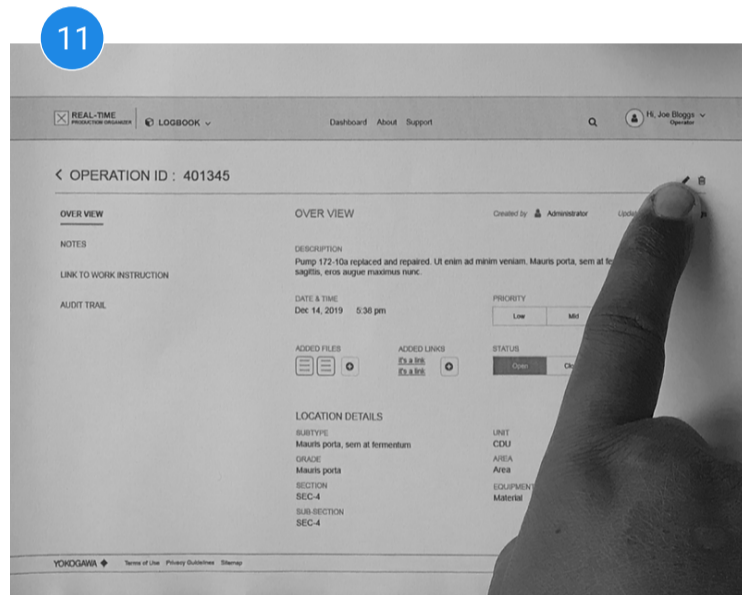 11
REAL-TIME
PRODUCTION ORGANIZER
LOGBOOK
Dashboard About Support
Hi, Joe Bloggs
Operator
OPERATION ID : 401345
OVER VIEW
NOTES
LINK TO WORK INSTRUCTION
AUDIT TRAIL
OVER VIEW
Created by Administrator
DESCRIPTION
Pump 172-10a replaced and repaired. Ut enim ad minim veniam. Mauris porta, sem at
sagittis, eros augue maximus nunc.
DATE & TIME
Dec 14, 2019 5:36 pm
PRIORITY
Low Mid
ADDED FILES
ADDED LINKS
it's a link
it's a link
STATUS
Open
LOCATION DETAILS
SUBTYPE
Mauris porta, sem at fermentum
GRADE
Mauris porta
SECTION
SEC-4
SUB-SECTION
SEC-4
UNIT
CDU
AREA
Area
EQUIPMENT
Material
YOKOGAWA
Terms of Use Privacy Guidelines Sitemap